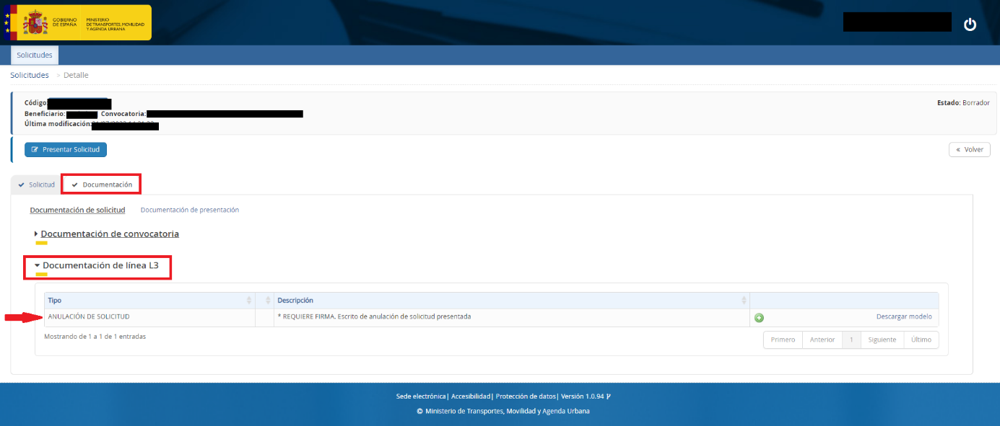 GOBIERNO
DE ESPAÑA
MINISTERIO
DE TRANSPORTES, MOVILIDAD
Y AGENDA URBANA
Solicitudes
Solicitudes > Detalle
Código:
Estado: Borrador
Beneficiario: Convocatoria:
Última modificación:
Presentar Solicitud
« Volver
Solicitud
Documentación
Documentación de solicitud Documentación de presentación
Documentación de convocatoria
Documentación de línea L3
Tipo Descripción
ANULACIÓN DE SOLICITUD * REQUIERE FIRMA. Escrito de anulación de solicitud presentada Descargar modelo
Mostrando de 1 a 1 de 1 entradas
Primero Anterior 1 Siguiente Último
Sede electrónica| Accesibilidad| Protección de datos| Versión 1.0.94
© Ministerio de Transportes, Movilidad y Agenda Urbana